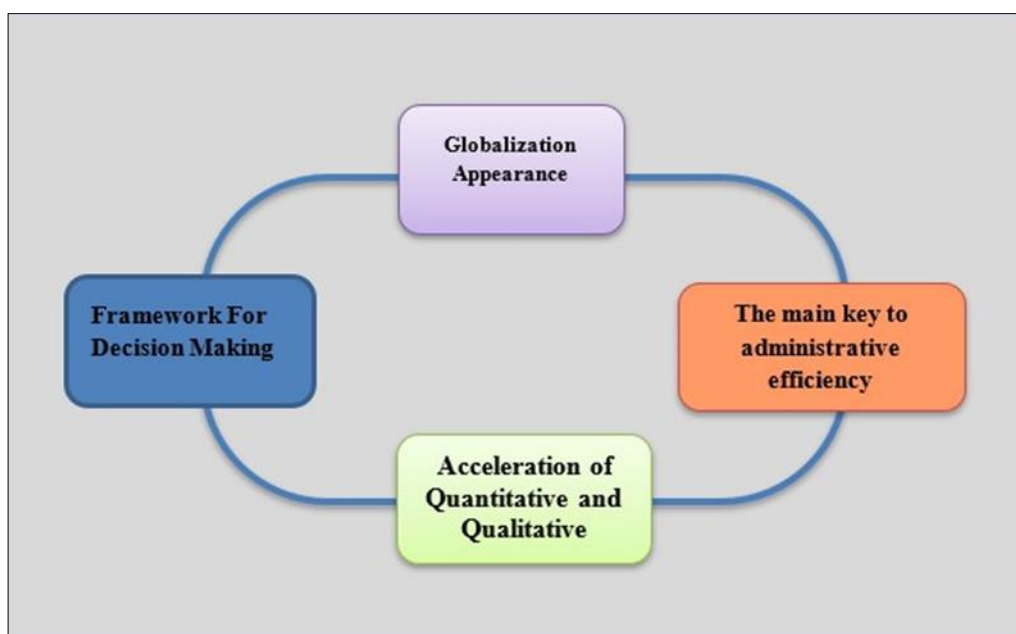 Globalization
Appearance
Framework For
Decision Making
The main key to
administrative
efficiency
Acceleration of
Quantitative and
Qualitative